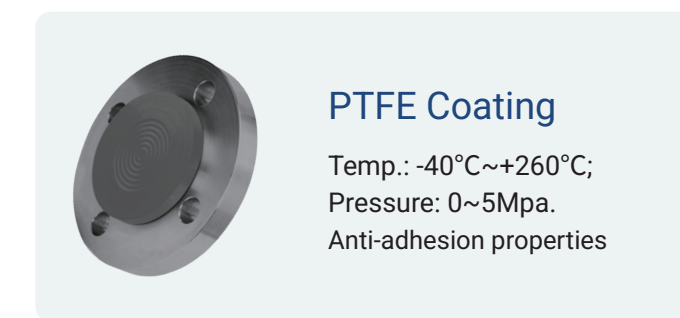 PTFE Coating
Temp.: -40℃~+260℃;
Pressure: 0~5Mpa.
Anti-adhesion properties